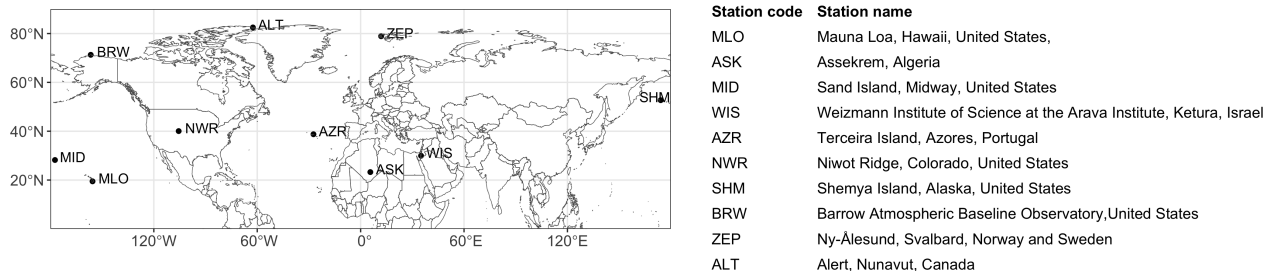 80°N
60°N
40°N
20°N
120°W 60°W 0° 60°E 120°E
ALT
ZEP
BRW
SHM
NWR
AZR
MID
WIS
ASK
MLO
Station code Station name
MLO Mauna Loa, Hawaii, United States,
ASK Assekrem, Algeria
MID Sand Island, Midway, United States
WIS Weizmann Institute of Science at the Arava Institute, Ketura, Israel
AZR Terceira Island, Azores, Portugal
NWR Niwot Ridge, Colorado, United States
SHM Shemya Island, Alaska, United States
BRW Barrow Atmospheric Baseline Observatory,United States
ZEP Ny-Ålesund, Svalbard, Norway and Sweden
ALT Alert, Nunavut, Canada